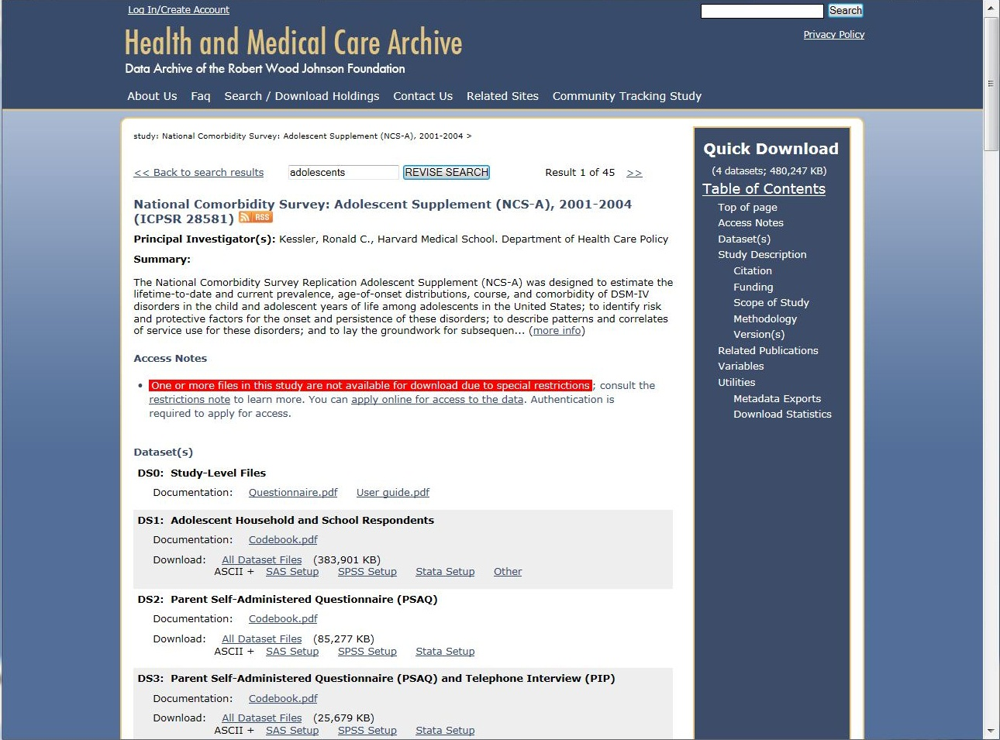 Log In/Create Account
Search
Health and Medical Care Archive
Privacy Policy
Data Archive of the Robert Wood Johnson Foundation
About Us Faq Search / Download Holdings Contact Us Related Sites Community Tracking Study
study: National Comorbidity Survey: Adolescent Supplement (NCS-A), 2001-2004 >
<< Back to search results adolescents REVISE SEARCH Result 1 of 45 >>
National Comorbidity Survey: Adolescent Supplement (NCS-A), 2001-2004
(ICPSR 28581) RSS
Principal Investigator(s): Kessler, Ronald C., Harvard Medical School. Department of Health Care Policy
Summary:
The National Comorbidity Survey Replication Adolescent Supplement (NCS-A) was designed to estimate the
lifetime-to-date and current prevalence, age-of-onset distributions, course, and comorbidity of DSM-IV
disorders in the child and adolescent years of life among adolescents in the United States; to identify risk
and protective factors for the onset and persistence of these disorders; to describe patterns and correlates
of service use for these disorders; and to lay the groundwork for subsequen... (more info)
Access Notes
• One or more files in this study are not available for download due to special restrictions; consult the
restrictions note to learn more. You can apply online for access to the data. Authentication is
required to apply for access.
Dataset(s)
DS0: Study-Level Files
Documentation: Questionnaire.pdf User guide.pdf
DS1: Adolescent Household and School Respondents
Documentation: Codebook.pdf
Download: All Dataset Files (383,901 KB)
ASCII + SAS Setup SPSS Setup Stata Setup Other
DS2: Parent Self-Administered Questionnaire (PSAQ)
Documentation: Codebook.pdf
Download: All Dataset Files (85,277 KB)
ASCII + SAS Setup SPSS Setup Stata Setup
DS3: Parent Self-Administered Questionnaire (PSAQ) and Telephone Interview (PIP)
Documentation: Codebook.pdf
Download: All Dataset Files (25,679 KB)
ASCII + SAS Setup SPSS Setup Stata Setup
Quick Download
(4 datasets; 480,247 KB)
Table of Contents
Top of page
Access Notes
Dataset(s)
Study Description
Citation
Funding
Scope of Study
Methodology
Version(s)
Related Publications
Variables
Utilities
Metadata Exports
Download Statistics